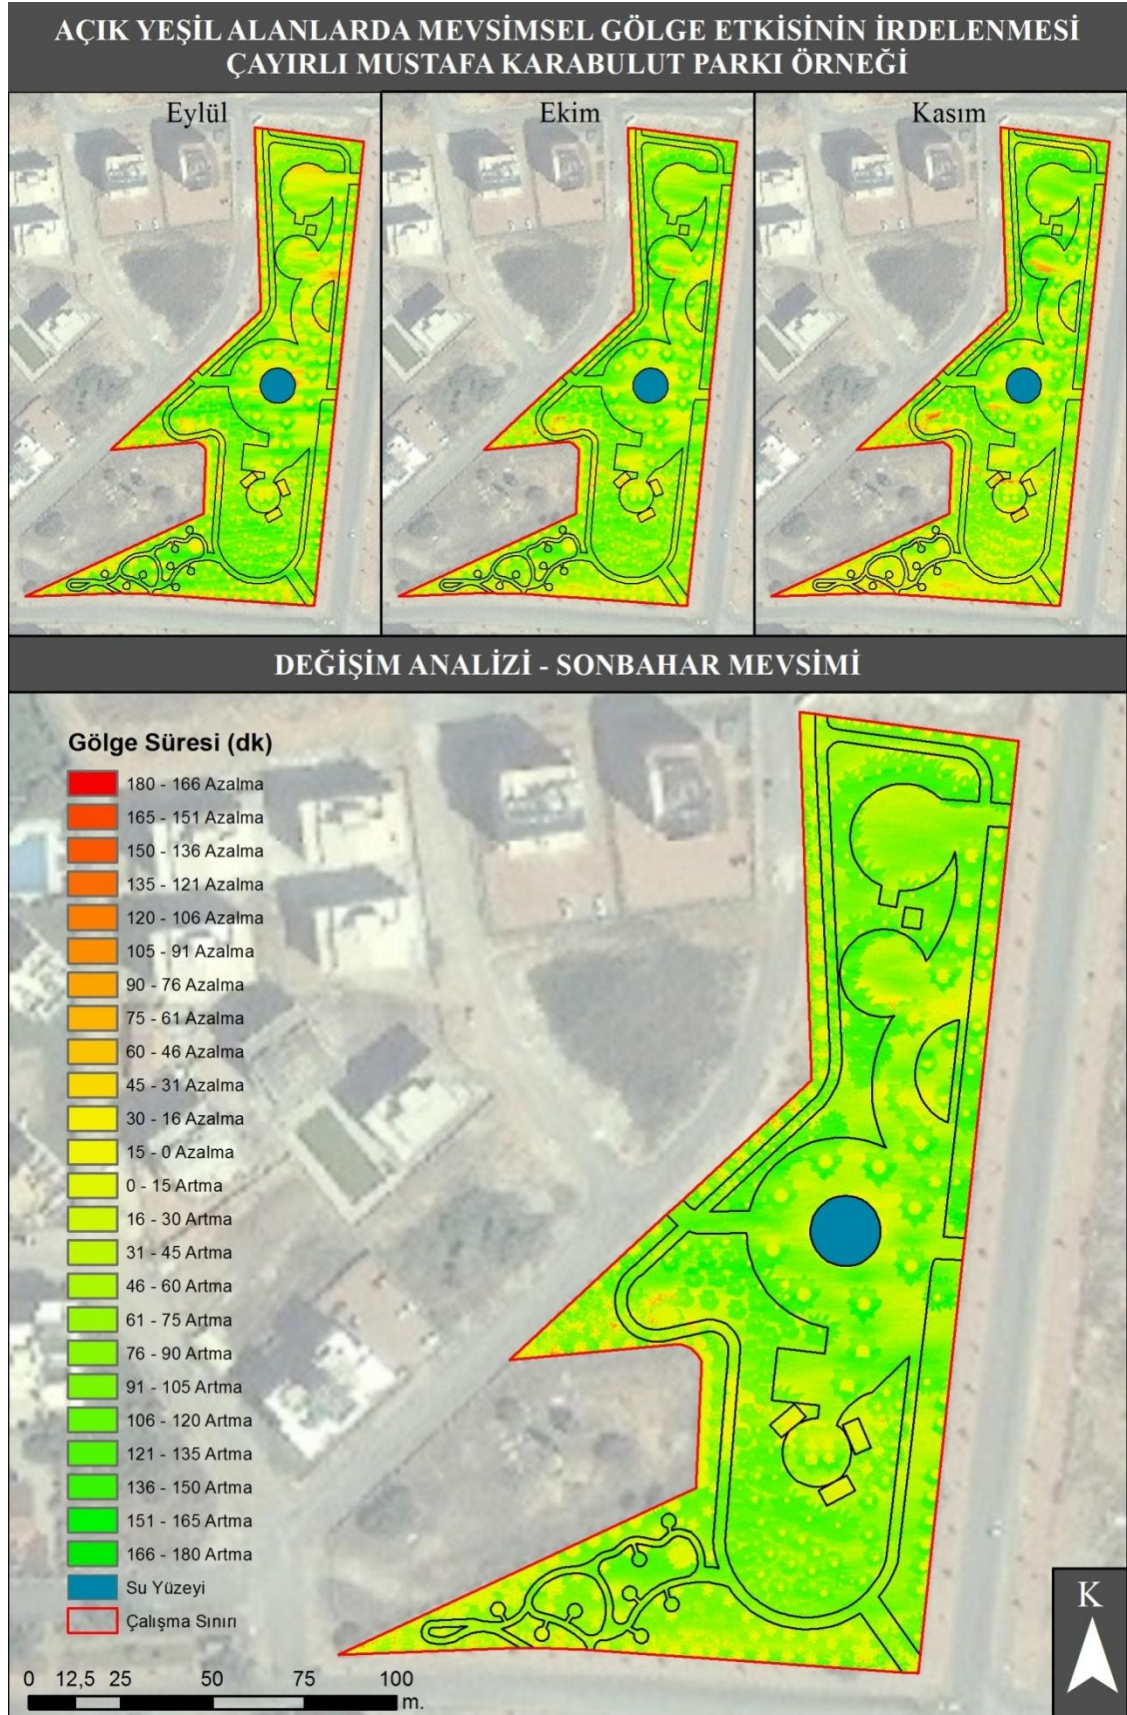 AÇIK YEŞİL ALANLARDA MEVSİMSEL GÖLGE ETKİSİNİN İRDELENMESİ
ÇAYIRLI MUSTAFA KARABULUT PARKI ÖRNEĞİ
Eylül
Ekim
Kasım
DEĞİŞİM ANALİZİ - SONBAHAR MEVSİMİ
Gölge Süresi (dk)
180 - 166 Azalma
165 - 151 Azalma
150 - 136 Azalma
135 - 121 Azalma
120 - 106 Azalma
105 - 91 Azalma
90 - 76 Azalma
75 - 61 Azalma
60 - 46 Azalma
45 - 31 Azalma
30 - 16 Azalma
15 - 0 Azalma
0 - 15 Artma
16 - 30 Artma
31 - 45 Artma
46 - 60 Artma
61 - 75 Artma
76 - 90 Artma
91 - 105 Artma
106 - 120 Artma
121 - 135 Artma
136 - 150 Artma
151 - 165 Artma
166 - 180 Artma
Su Yüzeyi
Çalışma Sınırı
0 12,5 25 50 75 100
m.
K